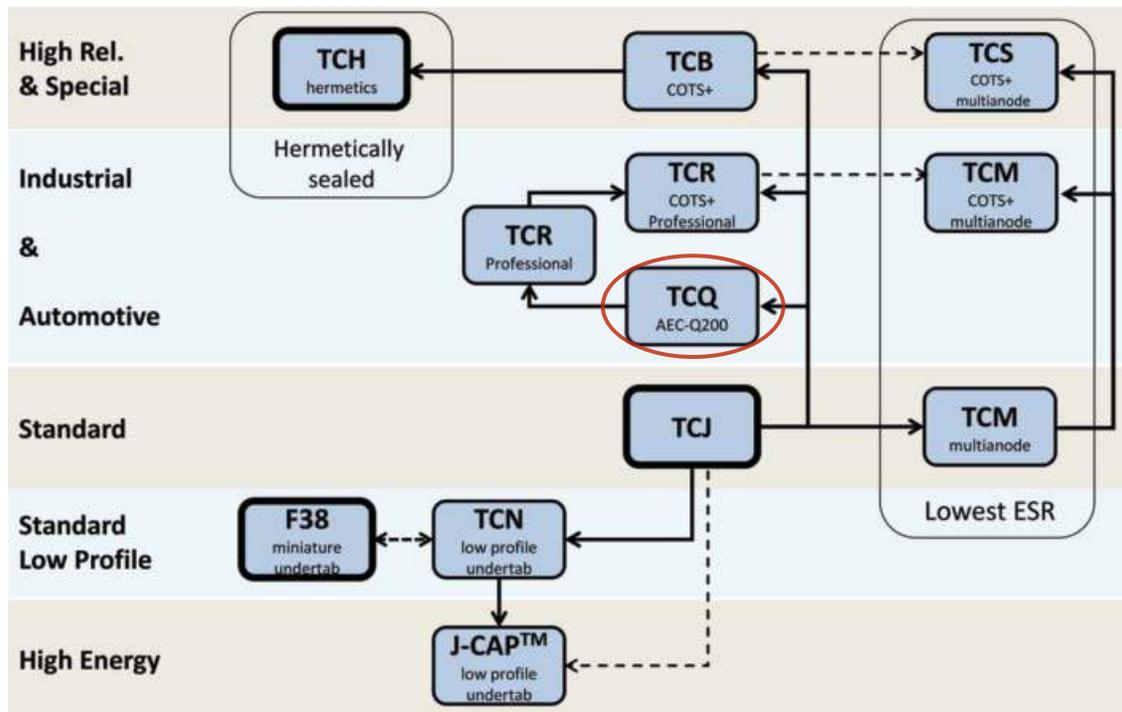 High Rel.
& Special
TCH
hermetics
TCB
COTS+
TCS
COTS+
multianode
Hermetically
sealed
Industrial
&
Automotive
TCR
COTS+
Professional
TCM
COTS+
multianode
TCR
Professional
TCQ
AEC-Q200
Standard
TCJ
TCM
multianode
Lowest ESR
Standard
Low Profile
F38
miniature
undertab
TCN
low profile
undertab
High Energy
J-CAP™
low profile
undertab